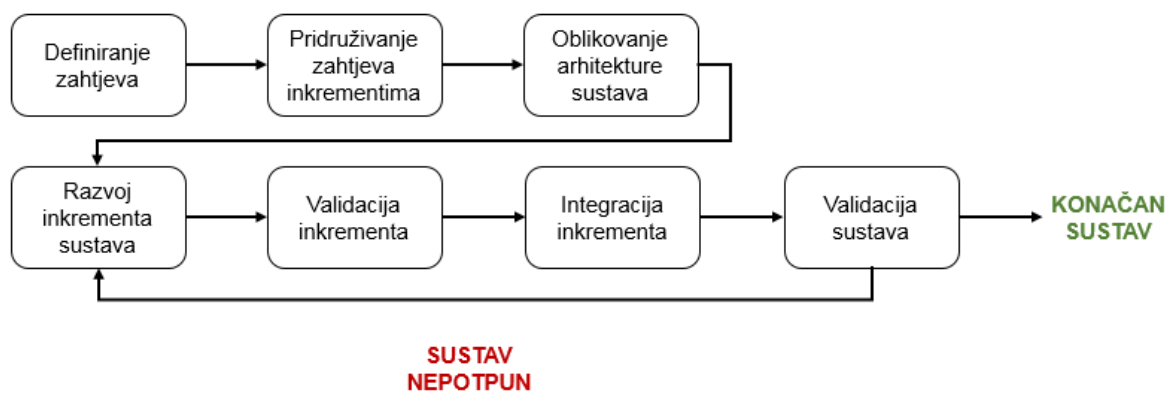 Definiranje
zahtjeva
Pridruživanje
zahtjeva
inkrementima
Oblikovanje
arhitekture
sustava
Razvoj
inkrementa
sustava
Validacija
inkrementa
Integracija
inkrementa
Validacija
sustava
KONAČAN
SUSTAV
SUSTAV
NEPOTPUN